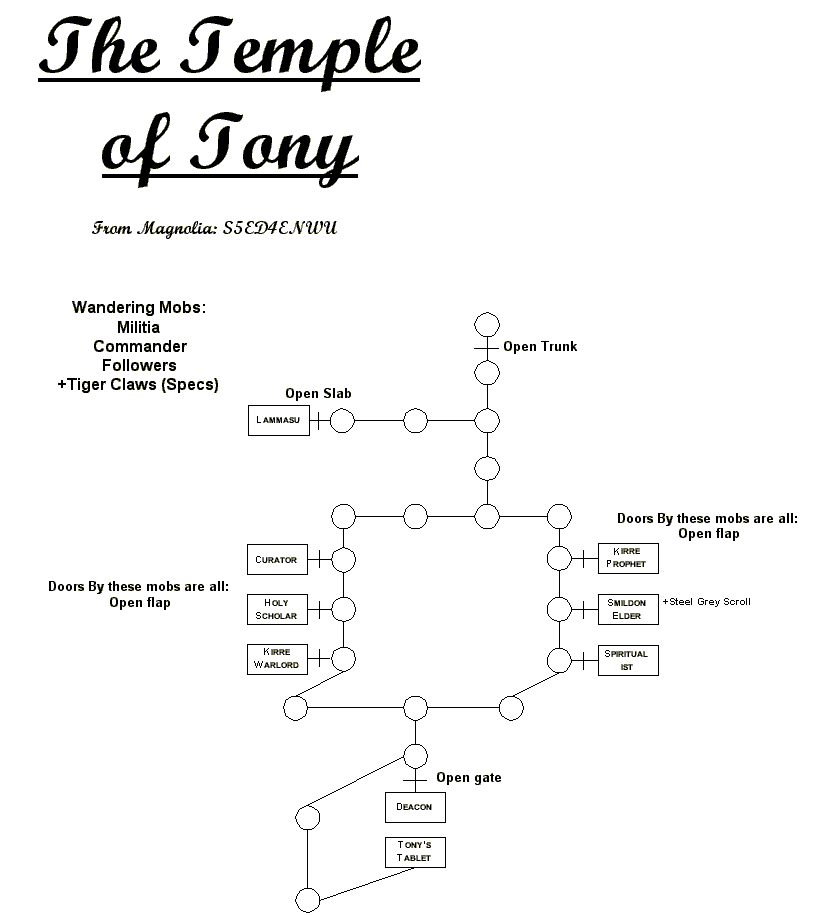 The Temple
of Tony
From Magnolia: S5ED4ENWU
Wandering Mobs:
Militia
Commander
Followers
+Tiger Claws (Specs)
Open Trunk
Open Slab
LAMMASU
Doors By these mobs are all:
Open flap
CURATOR
KIRRE
PROPHET
Doors By these mobs are all:
Open flap
HOLY
SCHOLAR
SMILDON
ELDER
+Steel Grey Scroll
KIRRE
WARLORD
SPIRITUAL
IST
Open gate
DEACON
TONY'S
TABLET